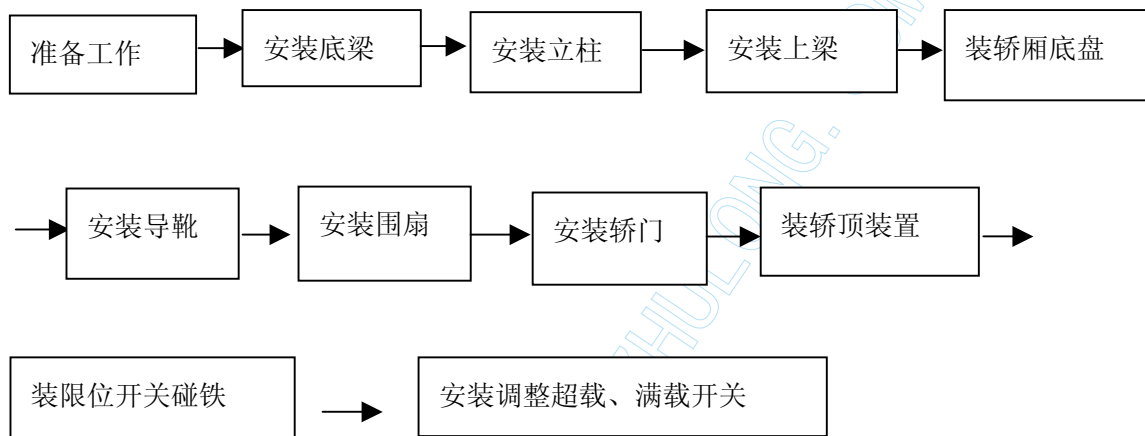 准备工作 安装底梁 安装立柱 安装上梁 装轿厢底盘
安装导靴 安装围扇 安装轿门 装轿顶装置
装限位开关碰铁 安装调整超载、满载开关
ZHULONG.